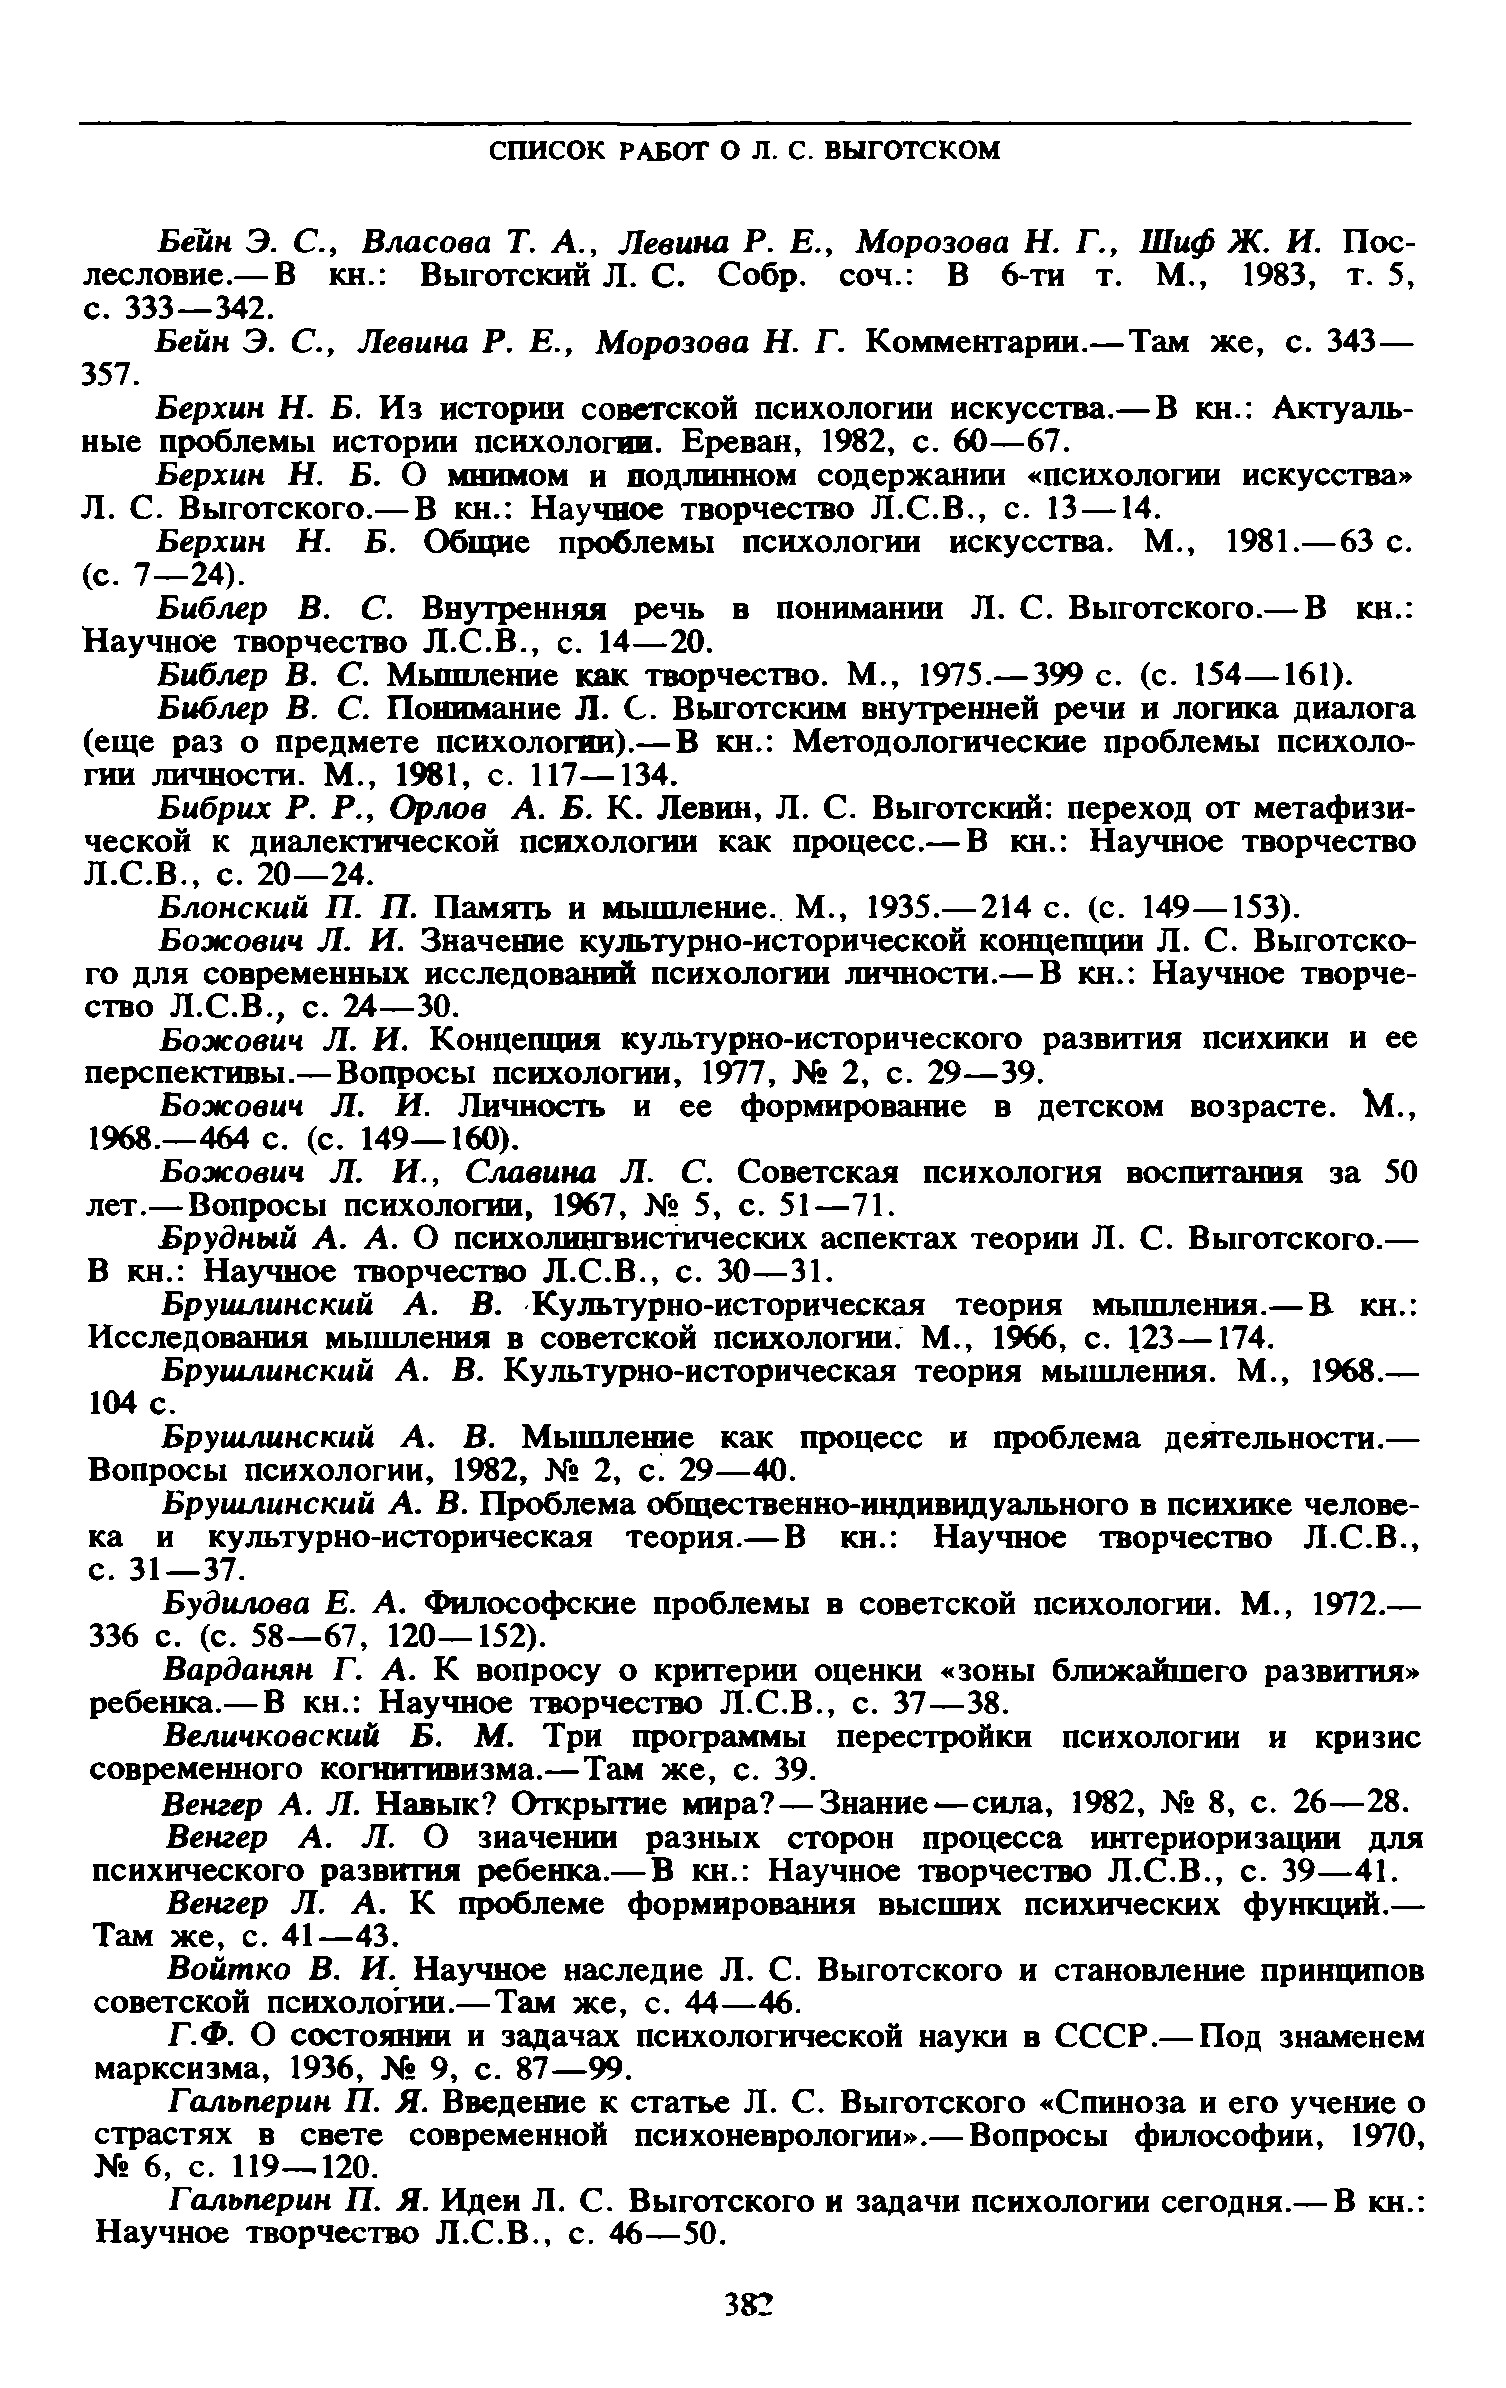 СПИСОК РАБОТ О Л. С. ВЫГОТСКОМ
Бейн Э. С., Власова Т. А., Левина Р. Е., Морозова Н. Г., Шиф Ж. И. Пос-
лесловие.—В кн.: Выготский Л. С. Собр. соч.: В 6-ти т. М., 1983, т. 5,
с. 333—342.
Бейн Э. С., Левина Р. Е., Морозова Н. Г. Комментарии.—Там же, с. 343—
357.
Берхин Н. Б. Из истории советской психологии искусства.—В кн.: Актуаль-
ные проблемы истории психологии. Ереван, 1982, с. 60—67.
Берхин Н. Б. О мнимом и подлинном содержании «психологии искусства»
Л. С. Выготского.—В кн.: Научное творчество Л.С.В., с. 13—14.
Берхин Н. Б. Общие проблемы психологии искусства. М., 1981.—63 с.
(с. 7—24).
Библер В. С. Внутренняя речь в понимании Л. С. Выготского.—В кн.:
Научное творчество Л.С.В., с. 14—20.
Библер В. С. Мышление как творчество. М., 1975.—399 с. (с. 154—161).
Библер В. С. Понимание Л. С. Выготским внутренней речи и логика диалога
(еще раз о предмете психологии).—В кн.: Методологические проблемы психоло-
гии личности. М., 1981, с. 117—134.
Бибрих Р. Р., Орлов А. Б. К. Левин, Л. С. Выготский: переход от метафизи-
ческой к диалектической психологии как процесс.—В кн.: Научное творчество
Л.С.В., с. 20—24.
Блонский П. П. Память и мышление. М., 1935.—214 с. (с. 149—153).
Божович Л. И. Значение культурно-исторической концепции Л. С. Выготско-
го для современных исследований психологии личности.—В кн.: Научное творче-
ство Л.С.В., с. 24—30.
Божович Л. И. Концепция культурно-исторического развития психики и ее
перспективы.—Вопросы психологии, 1977, № 2, с. 29—39.
Божович Л. И. Личность и ее формирование в детском возрасте. М.,
1968.—464 с. (с. 149—160).
Божович Л. И., Славина Л. С. Советская психология воспитания за 50
лет.—Вопросы психологии, 1967, № 5, с. 51—71.
Брудный А. А. О психолингвистических аспектах теории Л. С. Выготского.—
В кн.: Научное творчество Л.С.В., с. 30—31.
Брушлинский А. В. Культурно-историческая теория мышления.—В кн.:
Исследования мышления в советской психологии. М., 1966, с. 123—174.
Брушлинский А. В. Культурно-историческая теория мышления. М., 1968.—
104 с.
Брушлинский А. В. Мышление как процесс и проблема деятельности.—
Вопросы психологии, 1982, № 2, с. 29—40.
Брушлинский А. В. Проблема общественно-индивидуального в психике челове-
ка и культурно-историческая теория.—В кн.: Научное творчество Л.С.В.,
с. 31—37.
Будилова Е. А. Философские проблемы в советской психологии. М., 1972.—
336 с. (с. 58—67, 120—152).
Варданян Г. А. К вопросу о критерии оценки «зоны ближайшего развития»
ребенка.—В кн.: Научное творчество Л.С.В., с. 37—38.
Величковский Б. М. Три программы перестройки психологии и кризис
современного когнитивизма.—Там же, с. 39.
Венгер А. Л. Навык? Открытие мира?—Знание—сила, 1982, № 8, с. 26—28.
Венгер А. Л. О значении разных сторон процесса интериоризации для
психического развития ребенка.—В кн.: Научное творчество Л.С.В., с. 39—41.
Венгер Л. А. К проблеме формирования высших психических функций.—
Там же, с. 41—43.
Войтко В. И. Научное наследие Л. С. Выготского и становление принципов
советской психологии.—Там же, с. 44—46.
Г.Ф. О состоянии и задачах психологической науки в СССР.—Под знаменем
марксизма, 1936, № 9, с. 87—99.
Гальперин П. Я. Введение к статье Л. С. Выготского «Спиноза и его учение о
страстях в свете современной психоневрологии».—Вопросы философии, 1970,
№ 6, с. 119—120.
Гальперин П. Я. Идеи Л. С. Выготского и задачи психологии сегодня.—В кн.:
Научное творчество Л.С.В., с. 46—50.
382